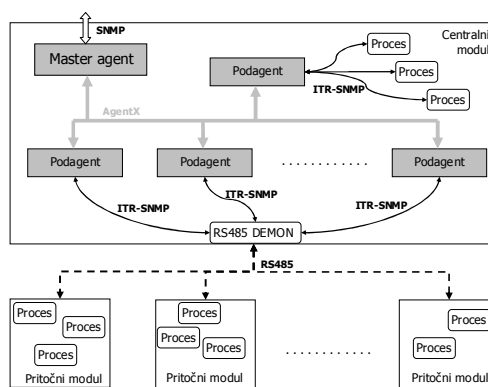 SNMP
Centralni
modul
Master agent
Proces
Podagent
Proces
ITR-SNMP
Proces
AgentX
Podagent
Podagent
. . . . . . . . . . . .
Podagent
ITR-SNMP
ITR-SNMP
ITR-SNMP
RS485 DEMON
RS485
Proces
Proces
Proces
Pritočni modul
Proces
Proces
Proces
Pritočni modul
. . . . . . . . . . . .
Proces
Proces
Pritočni modul